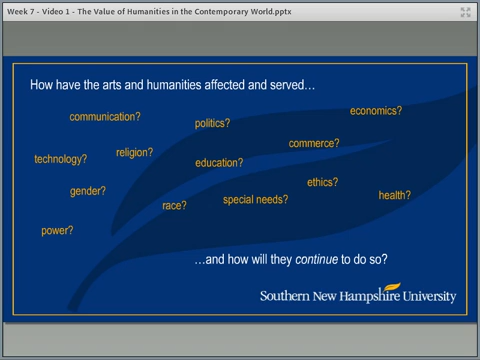 Week 7 - Video 1 - The Value of Humanities in the Contemporary World.pptx
How have the arts and humanities affected and served…
economics?
communication?
politics?
commerce?
religion?
technology?
education?
ethics?
gender?
health?
special needs?
race?
power?
…and how will they continue to do so?
Southern New Hampshire University